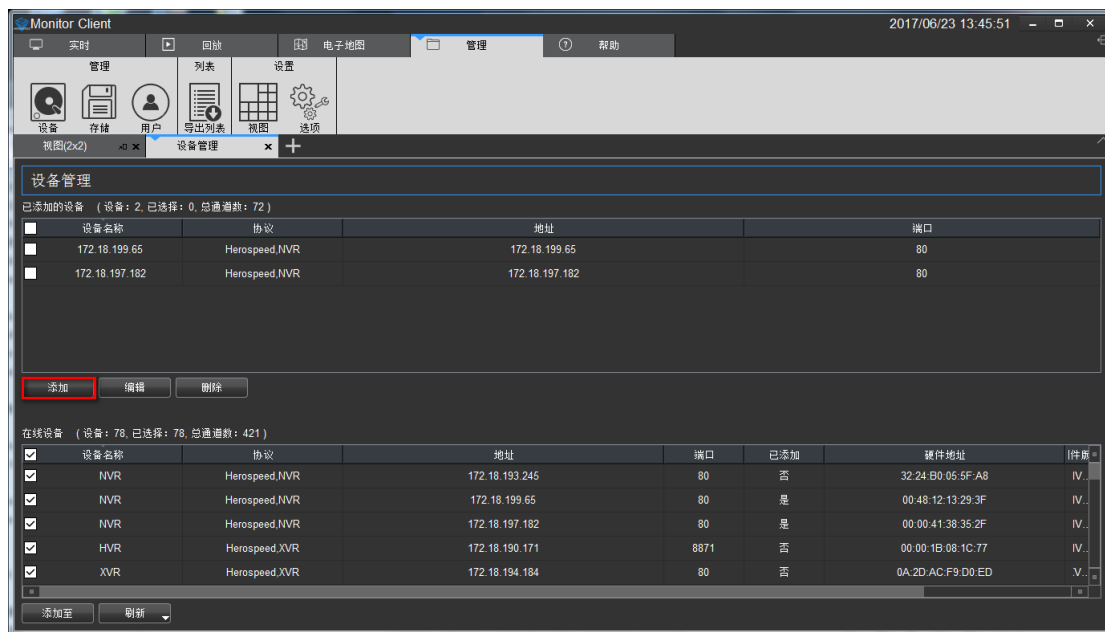 Monitor Client 2017/06/23 13:45:51
实时 回放 电子地图 管理 帮助
管理 列表 设置
设备 存储 用户 导出列表 视图 选项
视图(2x2) 设备管理
设备管理
已添加的设备 (设备: 2, 已选择: 0, 总通道数: 72)
设备名称 协议 地址 端口
172.18.199.65 Herospeed,NVR 172.18.199.65 80
172.18.197.182 Herospeed,NVR 172.18.197.182 80
添加 编辑 删除
在线设备 (设备: 78, 已选择: 78, 总通道数: 421)
设备名称 协议 地址 端口 已添加 硬件地址
NVR Herospeed,NVR 172.18.193.245 80 否 32:24:B0:05:5F:A8 IV..
NVR Herospeed,NVR 172.18.199.65 80 是 00:48:12:13:29:3F IV..
NVR Herospeed,NVR 172.18.197.182 80 是 00:00:41:38:35:2F IV..
HVR Herospeed,XVR 172.18.190.171 8871 否 00:00:1B:08:1C:77 IV..
XVR Herospeed,XVR 172.18.194.184 80 否 0A:2D:AC:F9:D0:ED .V..
添加至 刷新